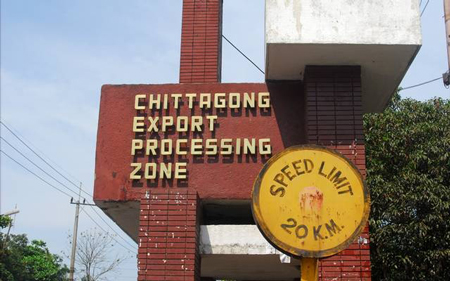 CHITTAGONG
EXPORT
PROCESSING
ZONE
SPEED LIMIT
20 K.M.